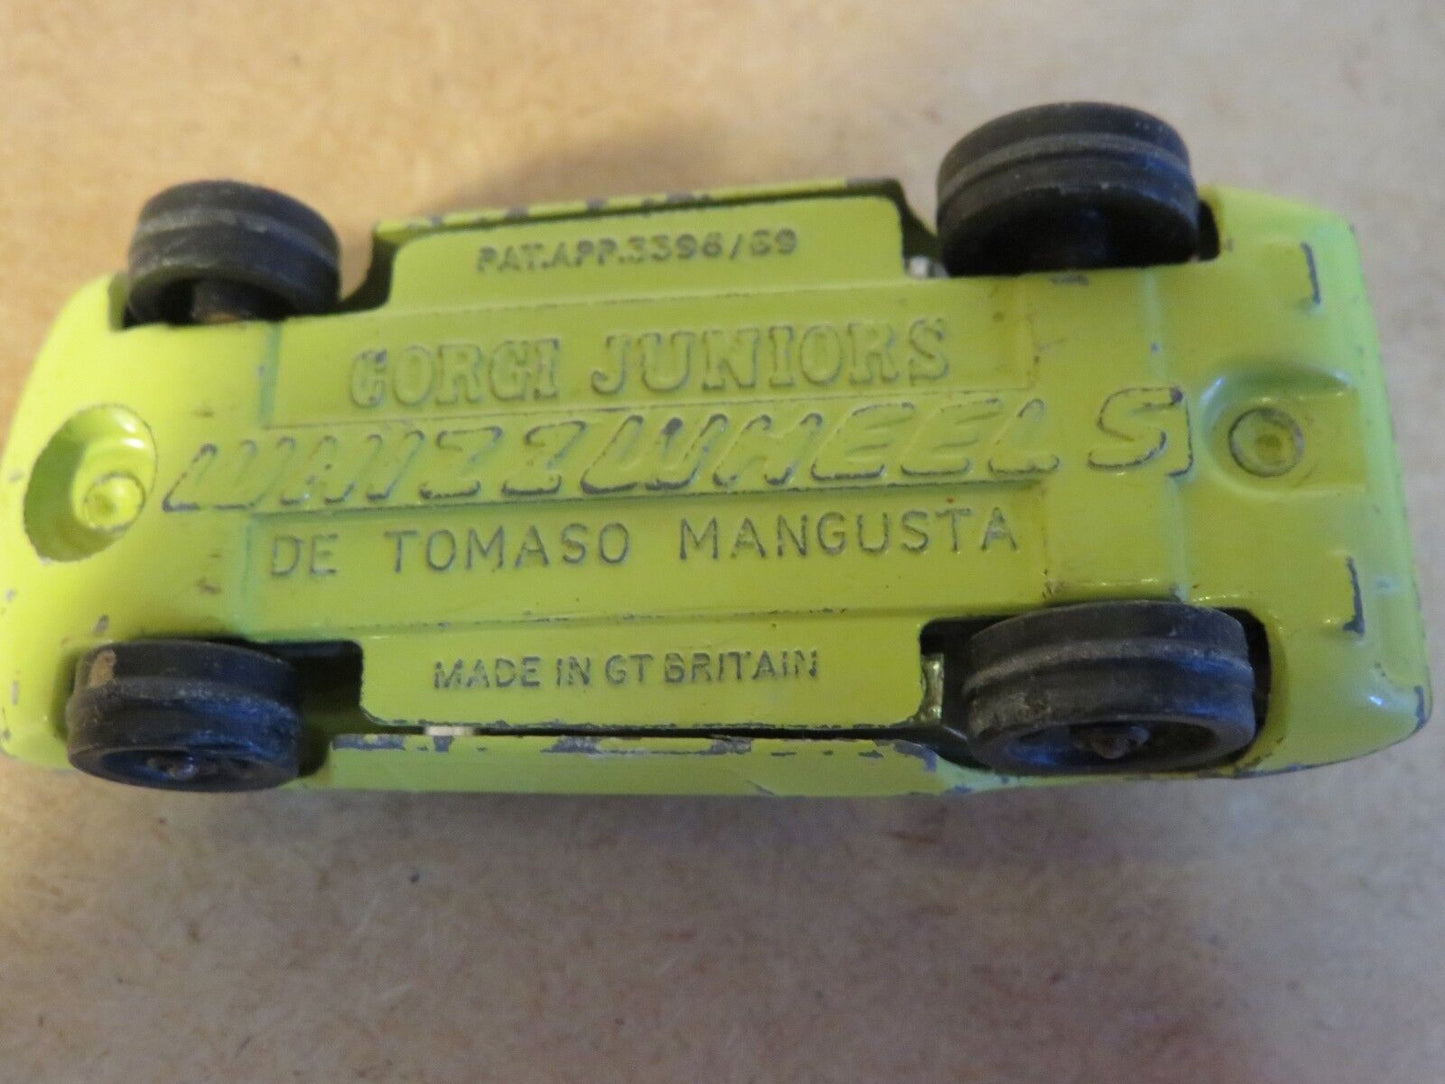 PAT.APP.3396/69
CORGI JUNIORS
WHIZZWHEELS
DE TOMASO MANGUSTA
MADE IN GT BRITAIN